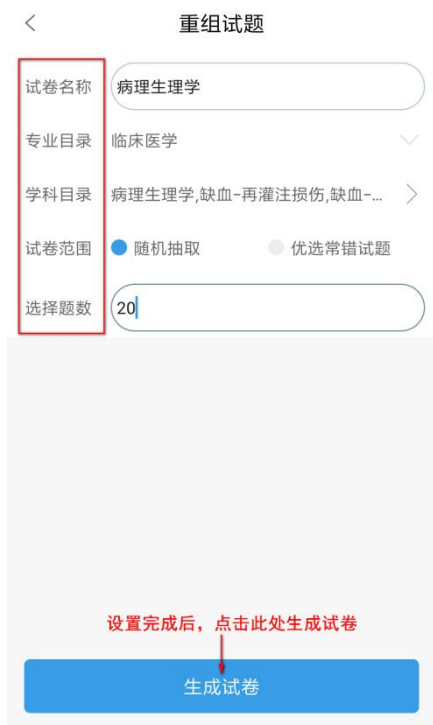 重组试题
试卷名称 病理生理学
专业目录 临床医学
学科目录 病理生理学,缺血-再灌注损伤,缺血-...
试卷范围 随机抽取 优选常错试题
选择题数 20
设置完成后，点击此处生成试卷
生成试卷